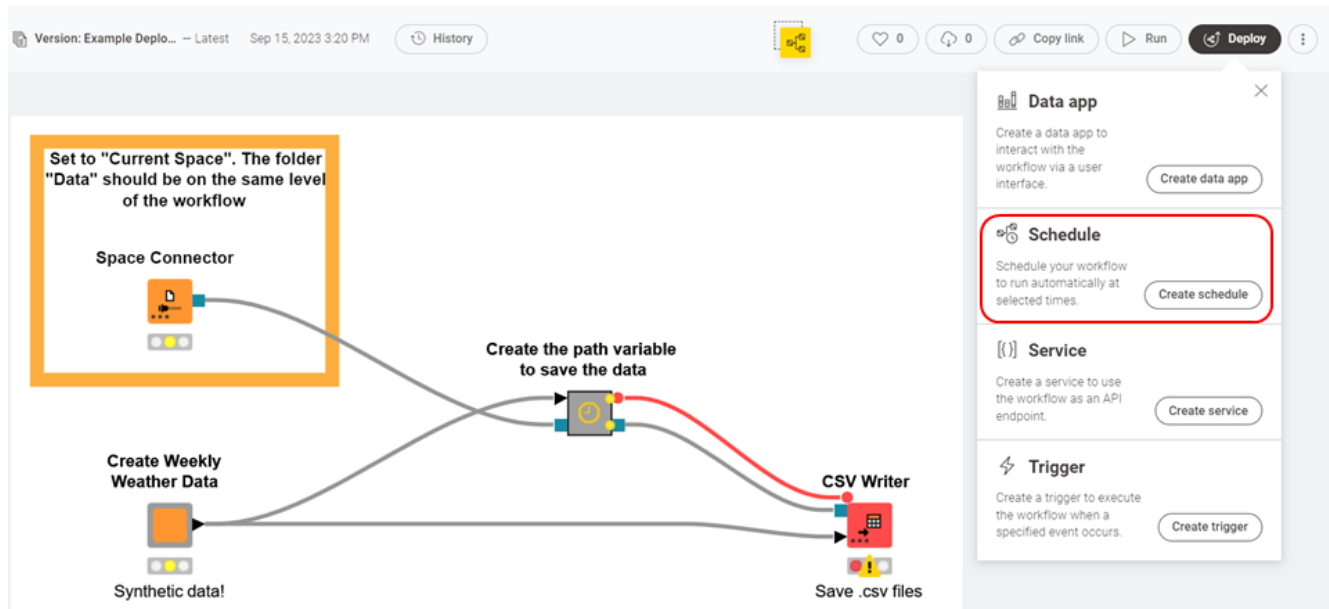 Version: Example Deplo... — Latest Sep 15, 2023 3:20 PM History 0 0 Copy link Run Deploy
Set to "Current Space". The folder
"Data" should be on the same level
of the workflow
Space Connector
Create the path variable
to save the data
Create Weekly
Weather Data
Synthetic data!
CSV Writer
Save .csv files
Data app
Create a data app to
interact with the
workflow via a user
interface.
Create data app
Schedule
Schedule your workflow
to run automatically at
selected times.
Create schedule
Service
Create a service to use
the workflow as an API
endpoint.
Create service
Trigger
Create a trigger to execute
the workflow when a
specified event occurs.
Create trigger